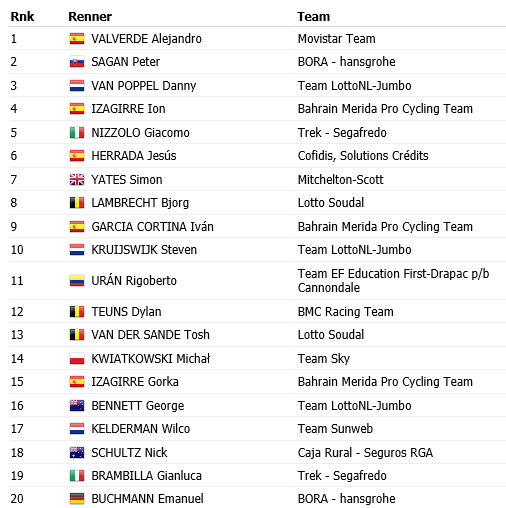 Rnk Renner Team
1 VALVERDE Alejandro Movistar Team
2 SAGAN Peter BORA - hansgrohe
3 VAN POPPEL Danny Team LottoNL-Jumbo
4 IZAGIRRE Ion Bahrain Merida Pro Cycling Team
5 NIZZOLO Giacomo Trek - Segafredo
6 HERRADA Jesús Cofidis, Solutions Crédits
7 YATES Simon Mitchelton-Scott
8 LAMBRECHT Bjorg Lotto Soudal
9 GARCIA CORTINA Iván Bahrain Merida Pro Cycling Team
10 KRUIJSWIJK Steven Team LottoNL-Jumbo
11 URÁN Rigoberto Team EF Education First-Drapac p/b
Cannondale
12 TEUNS Dylan BMC Racing Team
13 VAN DER SANDE Tosh Lotto Soudal
14 KWIATKOWSKI Michał Team Sky
15 IZAGIRRE Gorka Bahrain Merida Pro Cycling Team
16 BENNETT George Team LottoNL-Jumbo
17 KELDERMAN Wilco Team Sunweb
18 SCHULTZ Nick Caja Rural - Seguros RGA
19 BRAMBILLA Gianluca Trek - Segafredo
20 BUCHMANN Emanuel BORA - hansgrohe